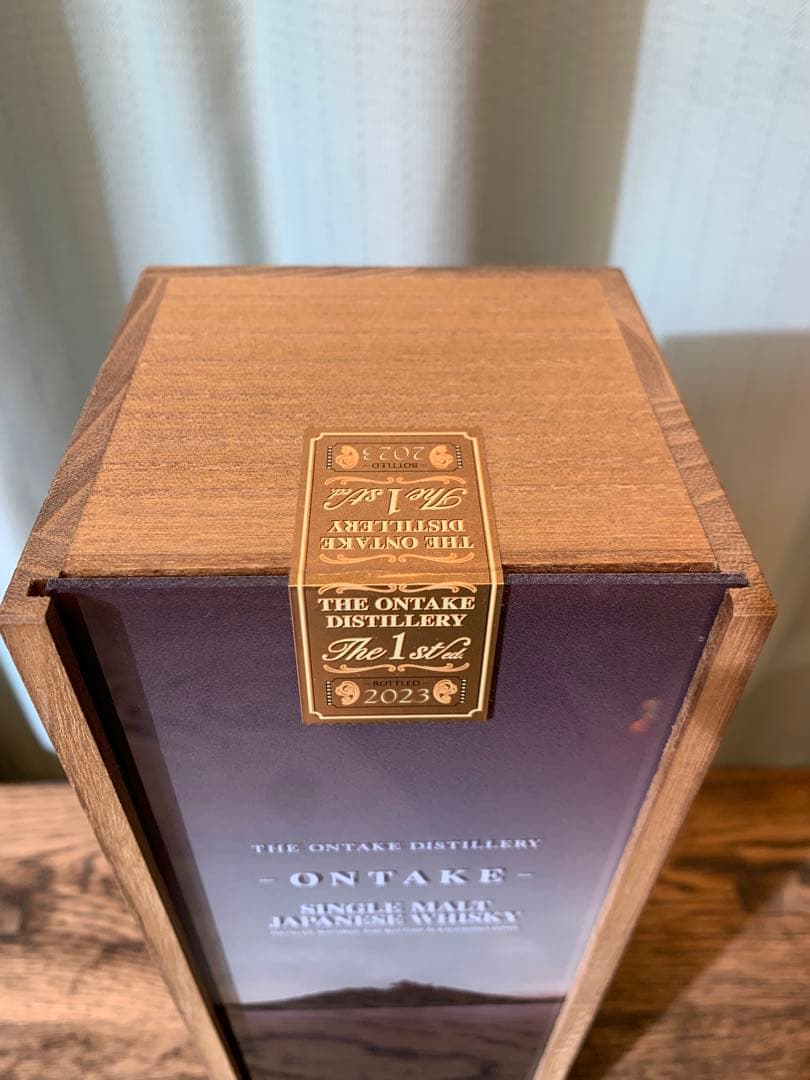 2023
BOTTLED
The 1st ed.
DISTILLERY
THE ONTAKE
THE ONTAKE
DISTILLERY
The 1st ed.
-BOTTLED-
2023
THE ONTAKE DISTILLERY
- ONTAKE -
SINGLE MALT
JAPANESE WHISKY